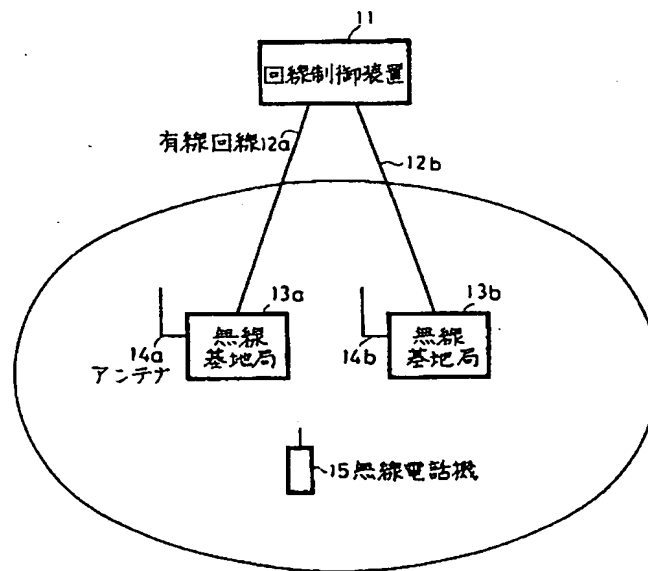 11
回線制御装置
有線回線12a
12b
13a
13b
無線
基地局
無線
基地局
14a
アンテナ
14b
15無線電話機